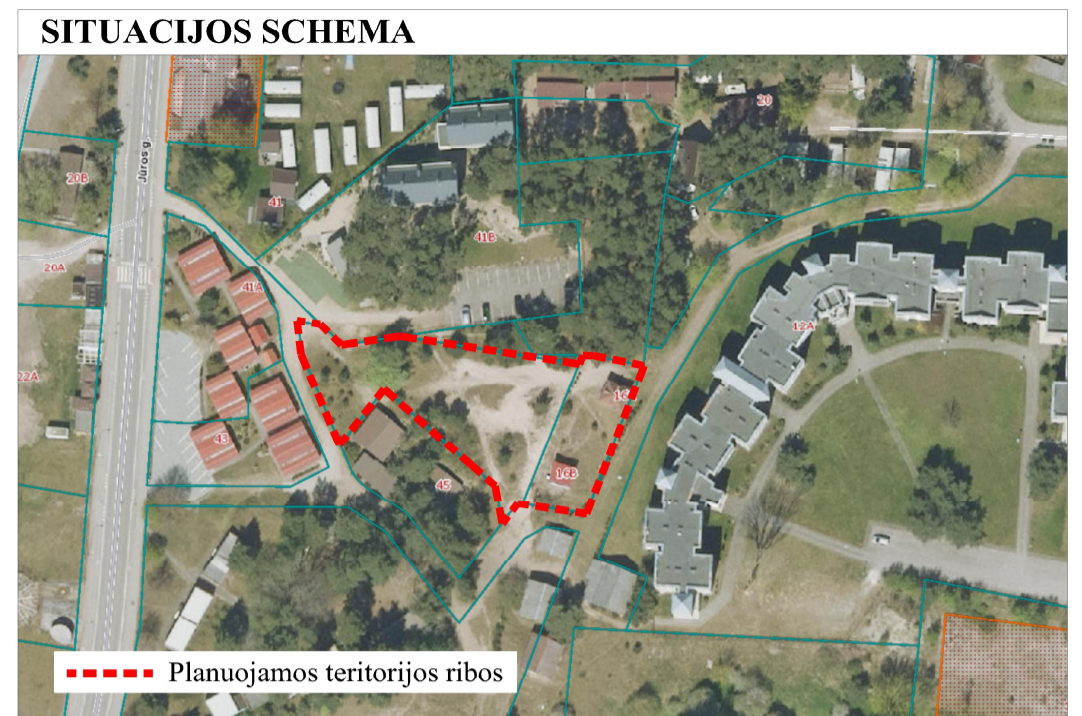 SITUACIJOS SCHEMA
Jūros g.
20
20B
41
41B
20A
41A
12A
22A
16
16B
43
45
Planuojamos teritorijos ribos